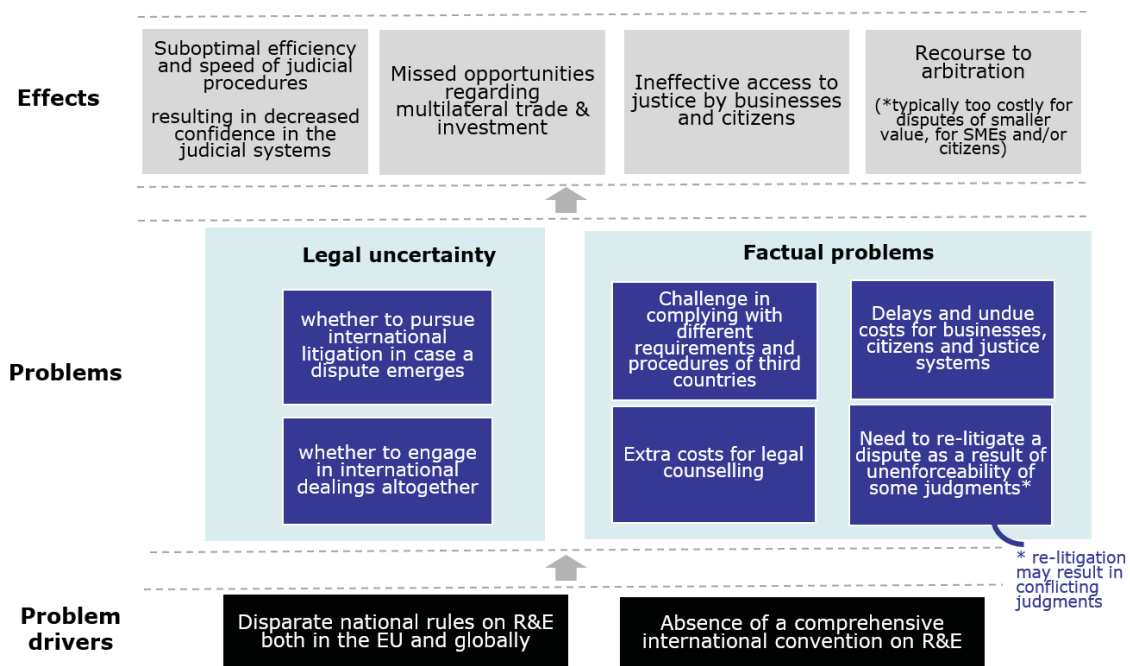 Effects
Suboptimal efficiency
and speed of judicial
procedures
resulting in decreased
confidence in the
judicial systems
Missed opportunities
regarding
multilateral trade &
investment
Ineffective access to
justice by businesses
and citizens
Recourse to
arbitration
(*typically too costly for
disputes of smaller
value, for SMEs and/or
citizens)
Problems
Legal uncertainty
whether to pursue
international
litigation in case a
dispute emerges
whether to engage
in international
dealings altogether
Factual problems
Challenge in
complying with
different
requirements and
procedures of third
countries
Delays and undue
costs for businesses,
citizens and justice
systems
Extra costs for legal
counselling
Need to re-litigate a
dispute as a result of
unenforceability of
some judgments*
* re-litigation
may result in
conflicting
judgments
Problem
drivers
Disparate national rules on R&E
both in the EU and globally
Absence of a comprehensive
international convention on R&E